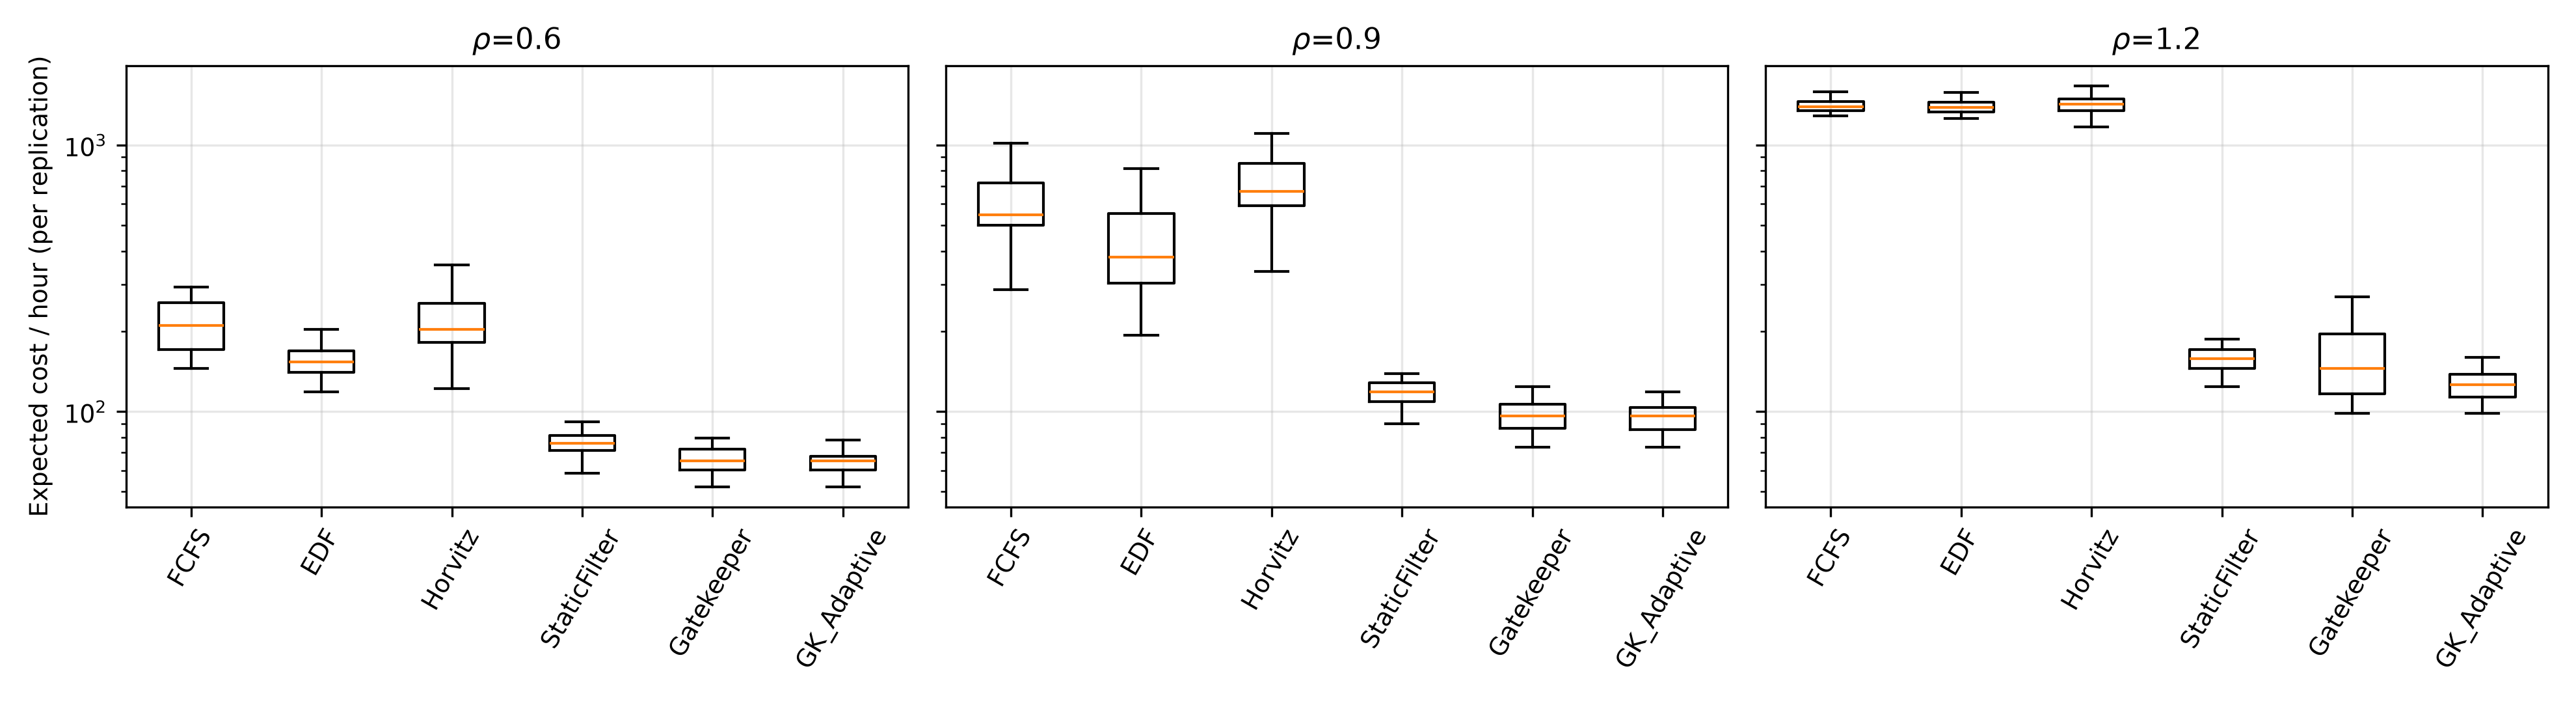 ρ=0.6
ρ=0.9
ρ=1.2
Expected cost / hour (per replication)
10³
10²
FCFS
EDF
Horvitz
StaticFilter
Gatekeeper
GK_Adaptive
FCFS
EDF
Horvitz
StaticFilter
Gatekeeper
GK_Adaptive
FCFS
EDF
Horvitz
StaticFilter
Gatekeeper
GK_Adaptive